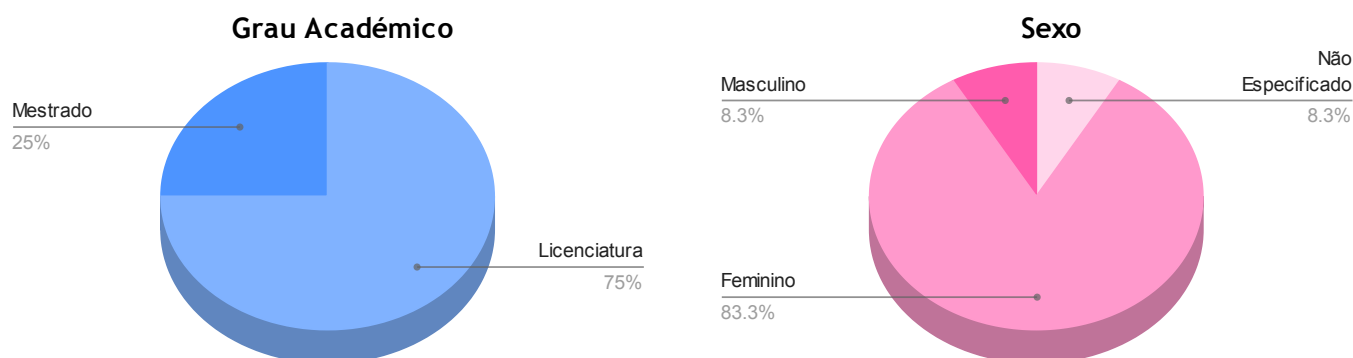 Grau Académico
Mestrado
25%
Licenciatura
75%
Sexo
Masculino
8.3%
Não
Especificado
8.3%
Feminino
83.3%